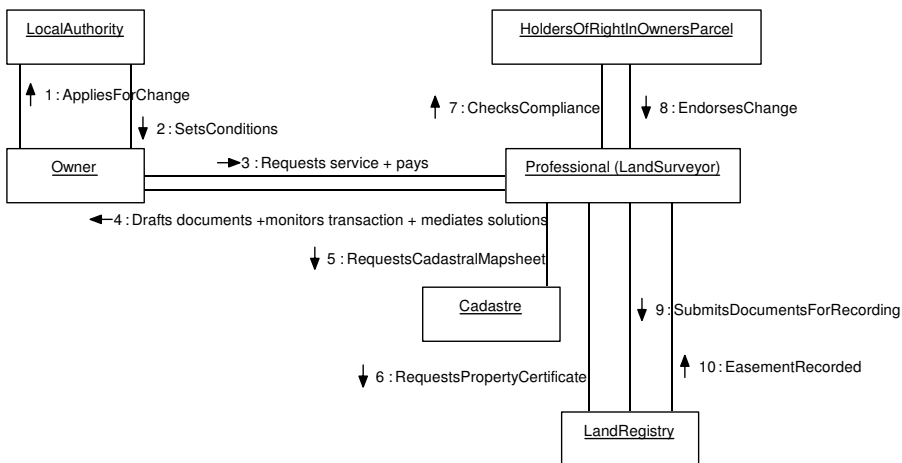 LocalAuthority
HoldersOfRightInOwnersParcel
1 : AppliesForChange
7 : ChecksCompliance
8 : EndorsesChange
2 : SetsConditions
Owner
3 : Requests service + pays
Professional (LandSurveyor)
4 : Drafts documents +monitors transaction + mediates solutions
5 : RequestsCadastralMapsheet
Cadastre
9 : SubmitsDocumentsForRecording
6 : RequestsPropertyCertificate
10 : EasementRecorded
LandRegistry